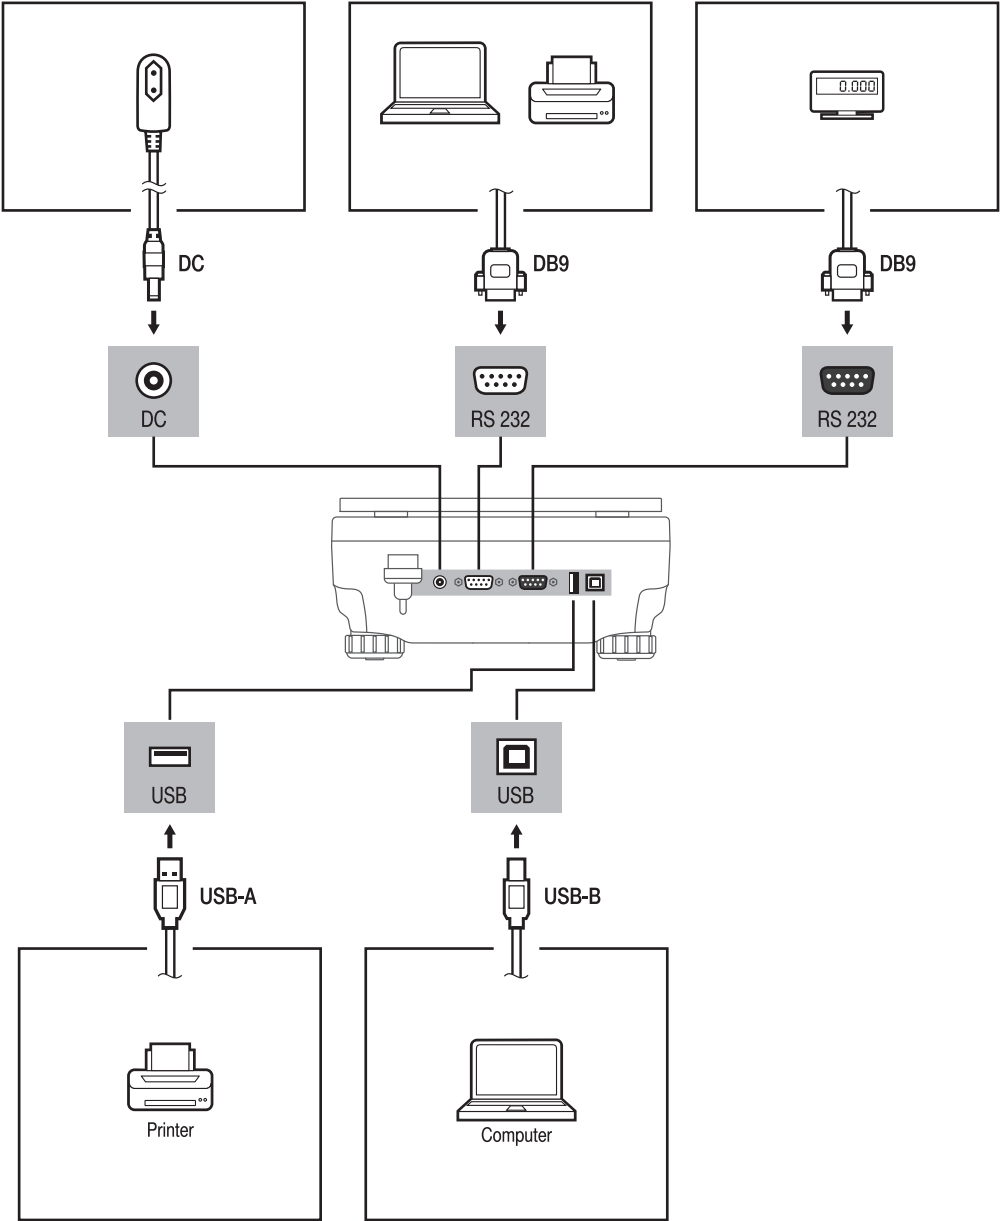 0.000
DC
DB9
DB9
DC
RS 232
RS 232
USB
USB
USB-A
USB-B
Printer
Computer